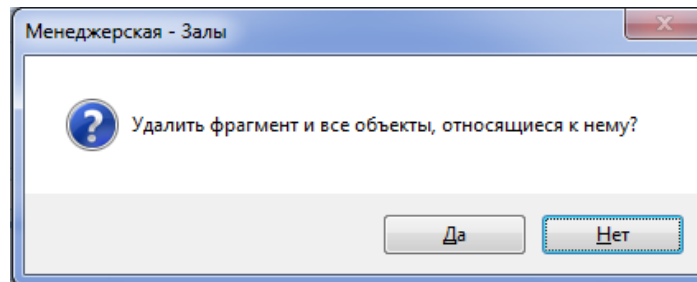 Менеджерская - Залы
Удалить фрагмент и все объекты, относящиеся к нему?
Да
Нет